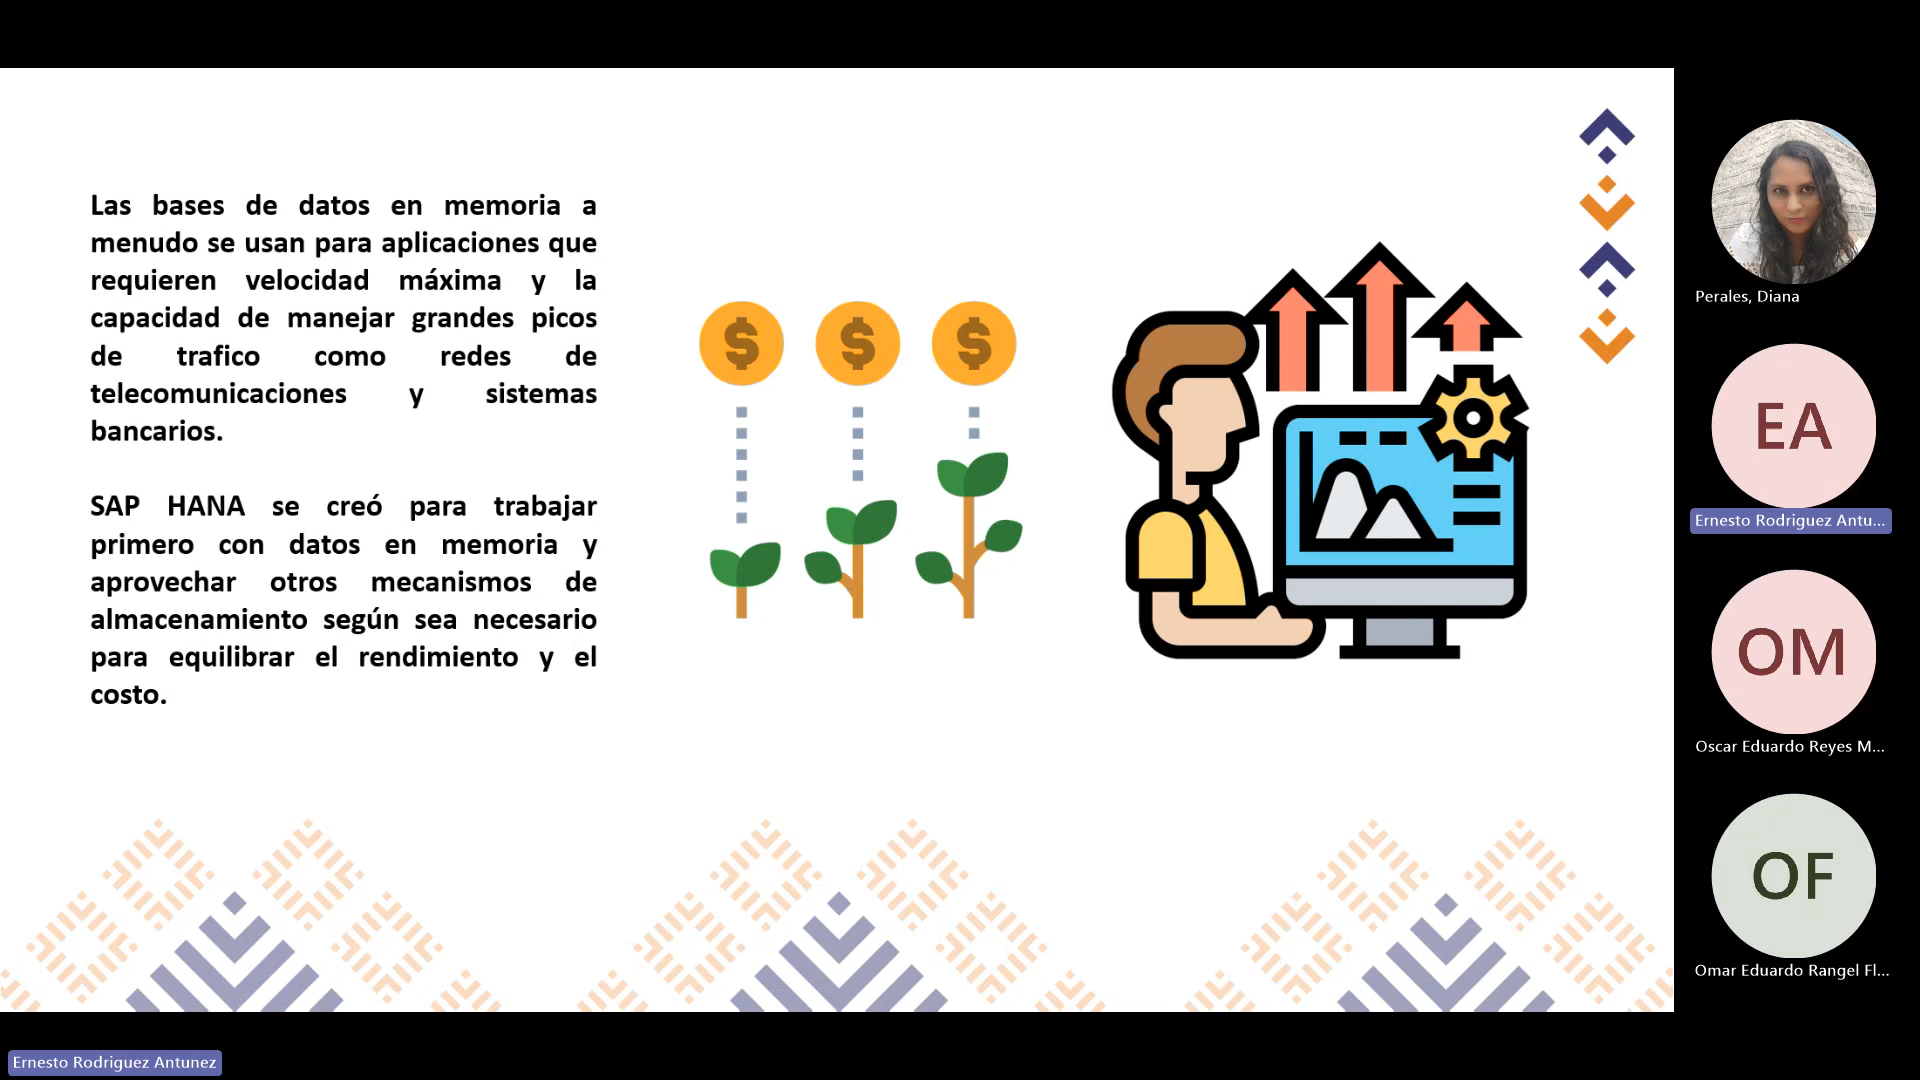 Las bases de datos en memoria a
menudo se usan para aplicaciones que
requieren velocidad máxima y la
capacidad de manejar grandes picos
de trafico como redes de
telecomunicaciones y sistemas
bancarios.
SAP HANA se creó para trabajar
primero con datos en memoria y
aprovechar otros mecanismos de
almacenamiento según sea necesario
para equilibrar el rendimiento y el
costo.
$ $ $
Perales, Diana
EA
Ernesto Rodriguez Antu...
OM
Oscar Eduardo Reyes M...
OF
Omar Eduardo Rangel Fl...
Ernesto Rodriguez Antunez